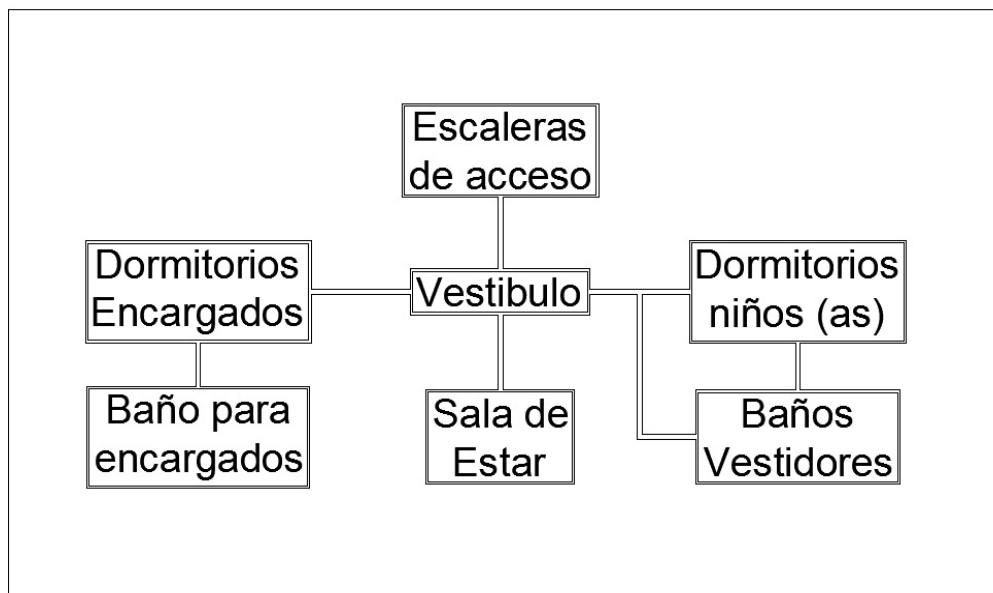 Escaleras
de acceso
Dormitorios
Encargados
Vestibulo
Dormitorios
niños (as)
Baño para
encargados
Sala de
Estar
Baños
Vestidores